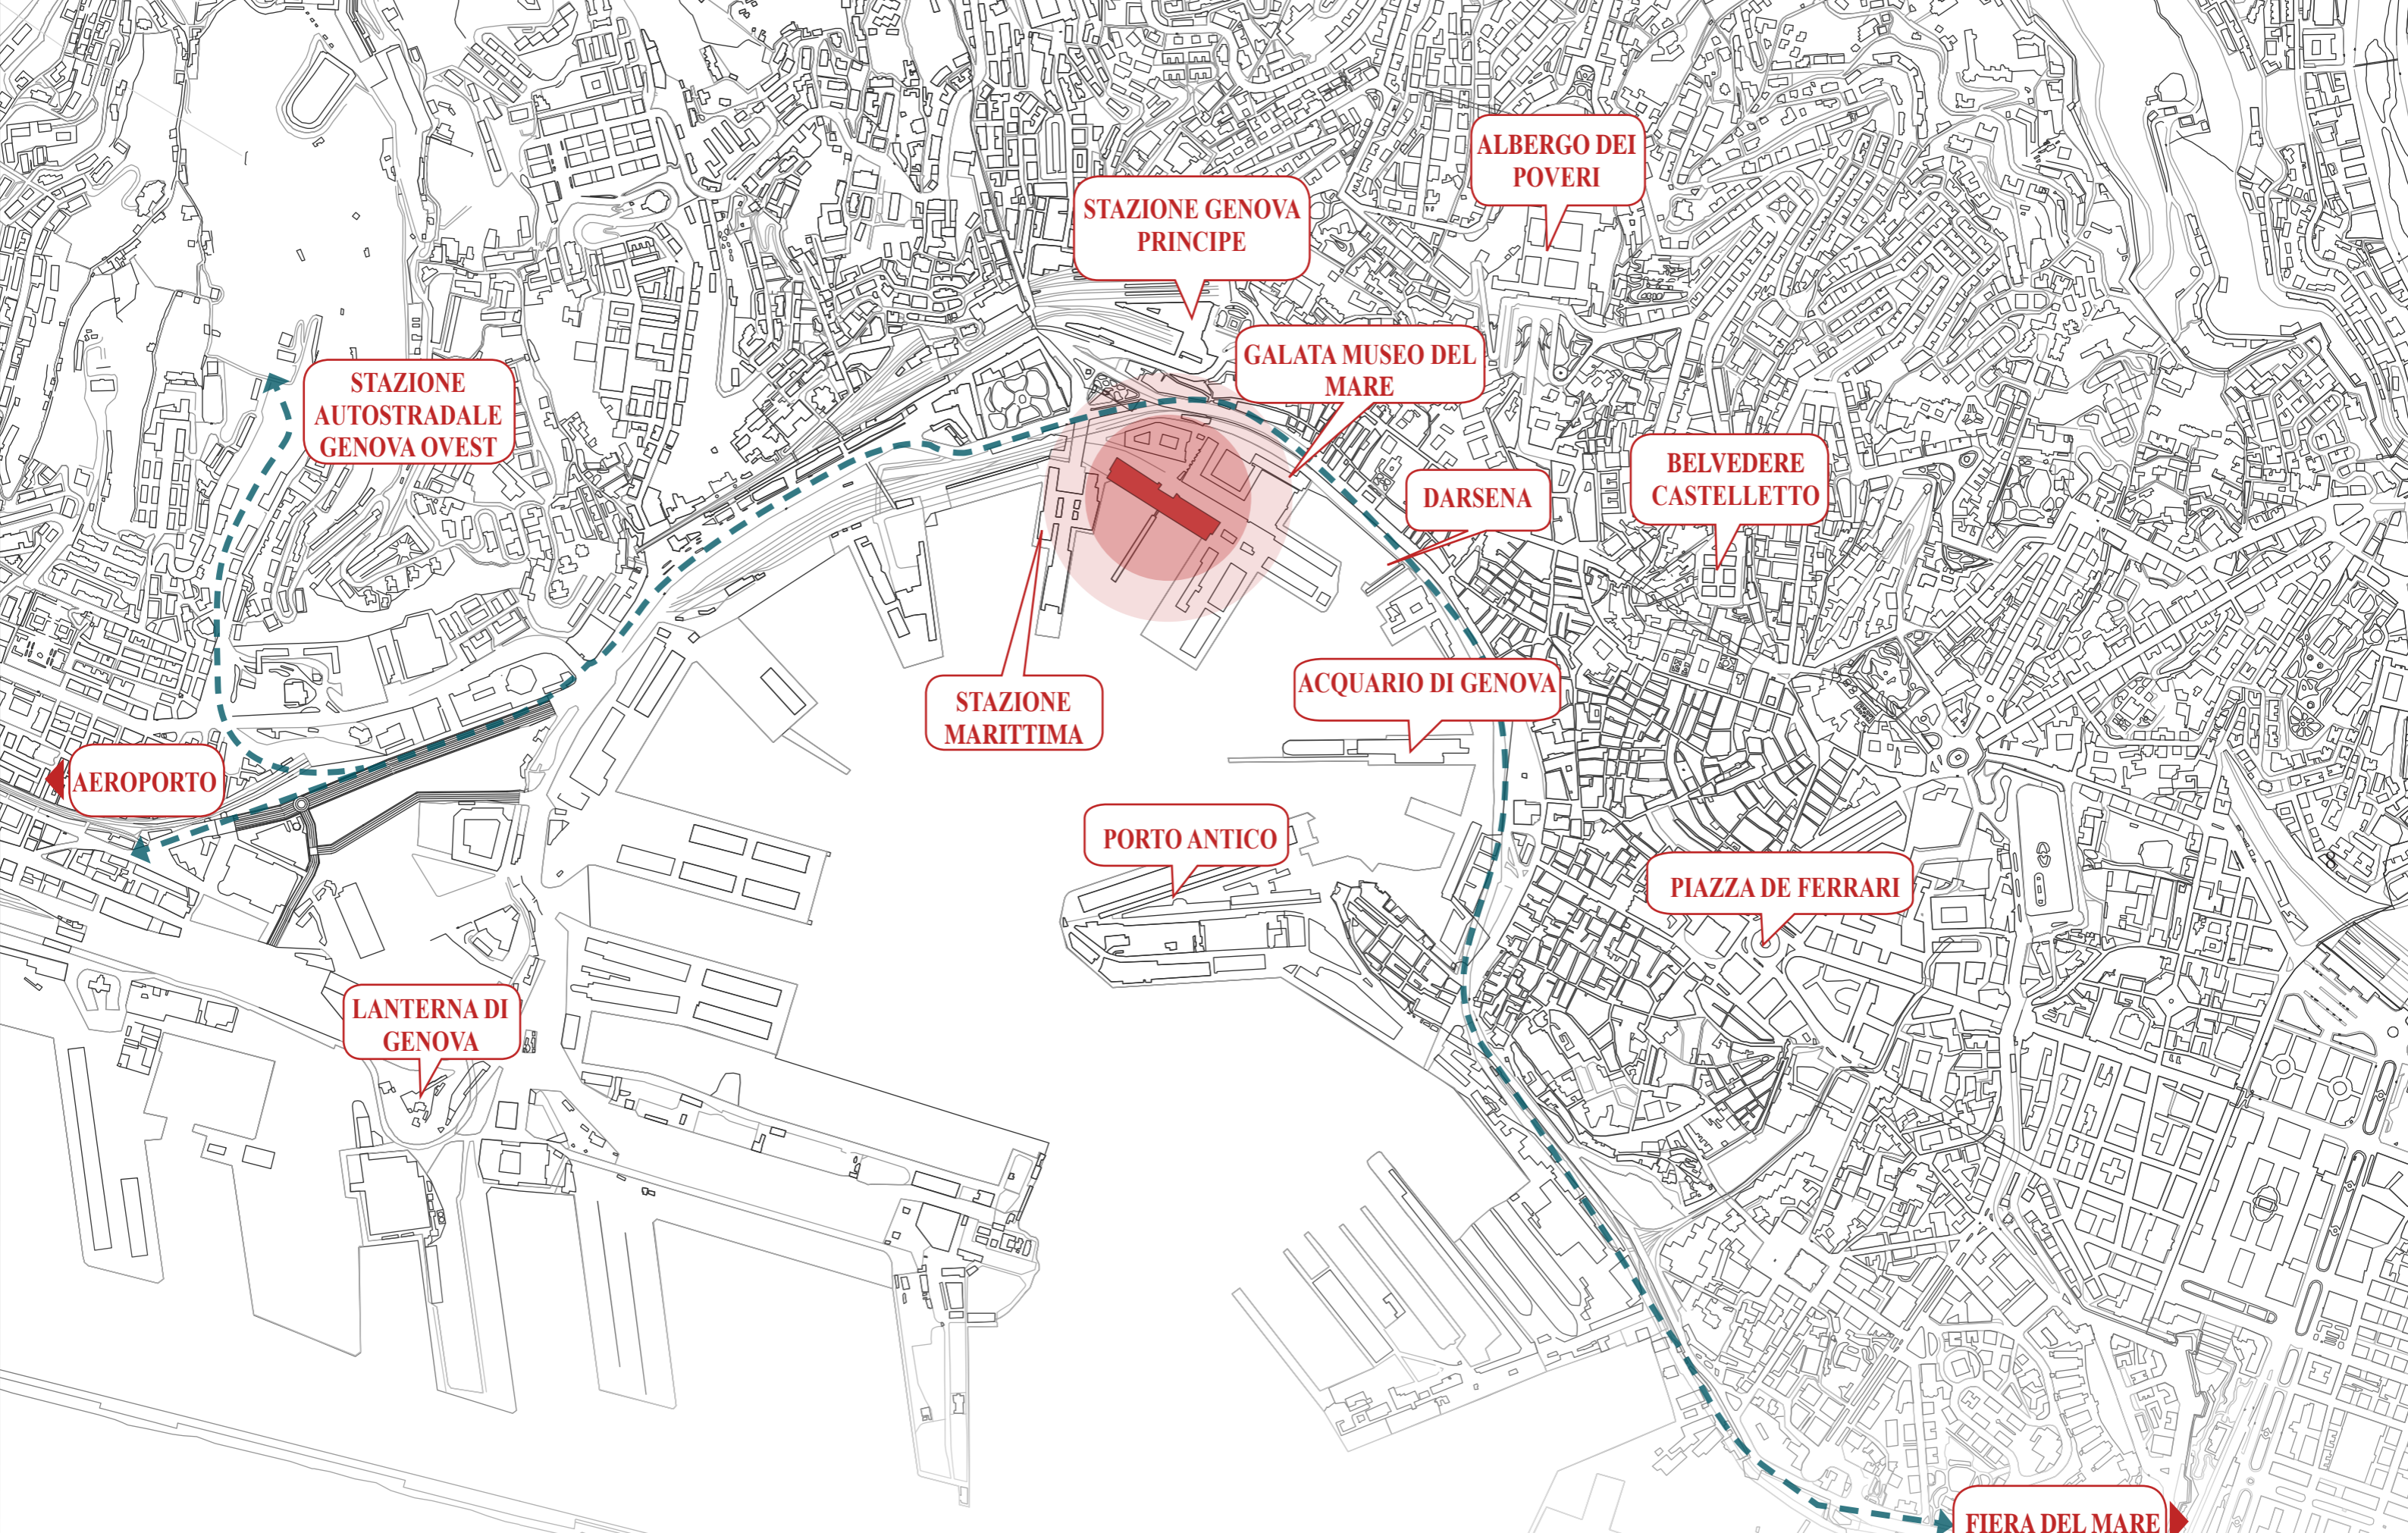 ALBERGO DEI
POVERI
STAZIONE GENOVA
PRINCIPE
GALATA MUSEO DEL
MARE
STAZIONE
AUTOSTRADALE
GENOVA OVEST
BELVEDERE
CASTELLETTO
DARSENA
ACQUARIO DI GENOVA
STAZIONE
MARITTIMA
AEROPORTO
PORTO ANTICO
PIAZZA DE FERRARI
LANTERNA DI
GENOVA
FIERA DEL MARE